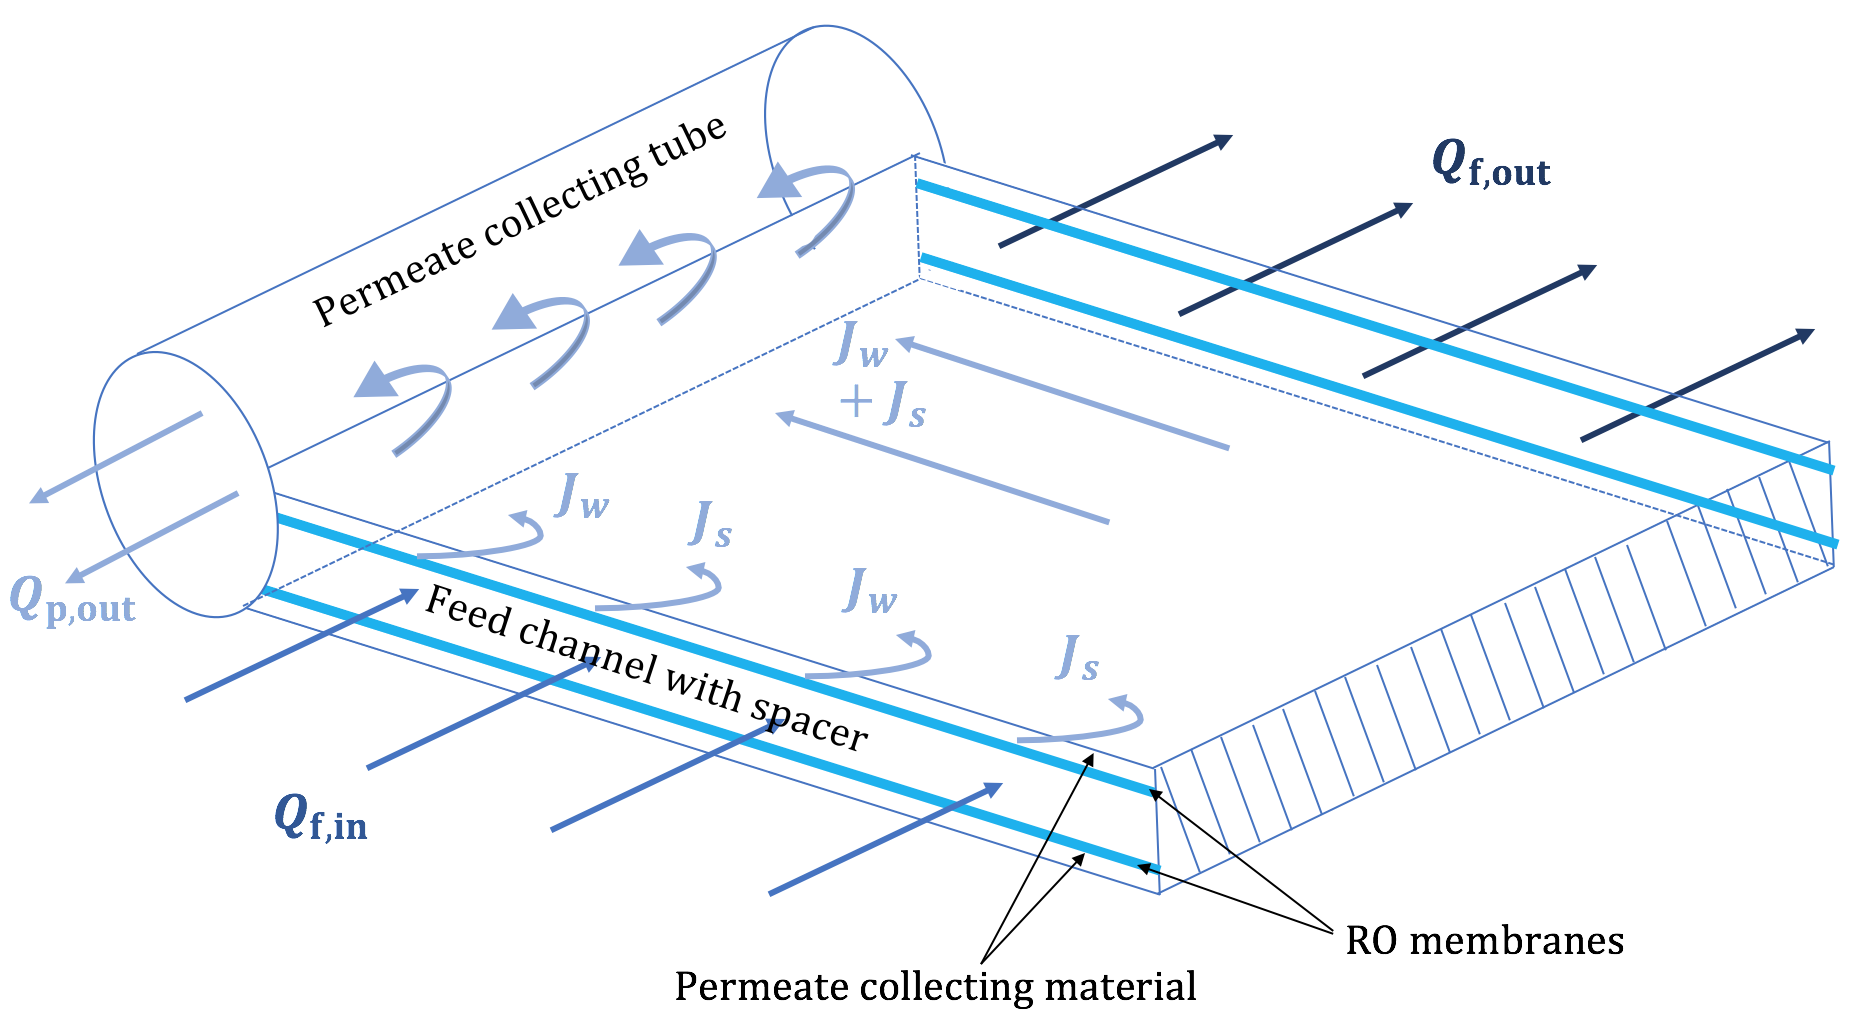 Permeate collecting tube
Q f,out
J w
+ J s
J w
J s
Q p,out
J w
Feed channel with spacer
J s
Q f,in
RO membranes
Permeate collecting material